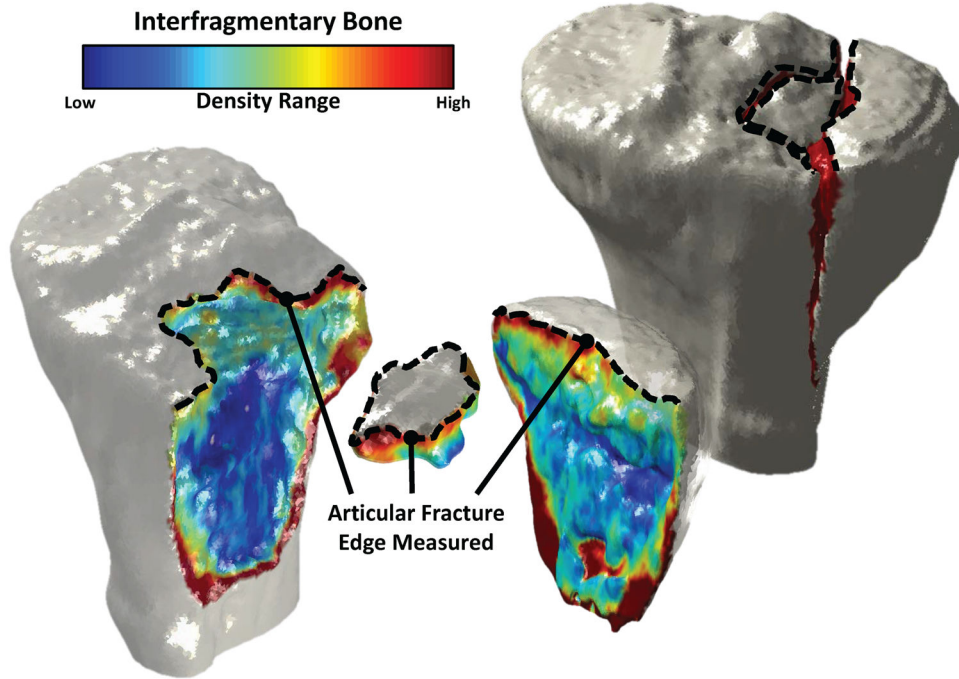 Interfragmentary Bone
Low
Density Range
High
Articular Fracture
Edge Measured